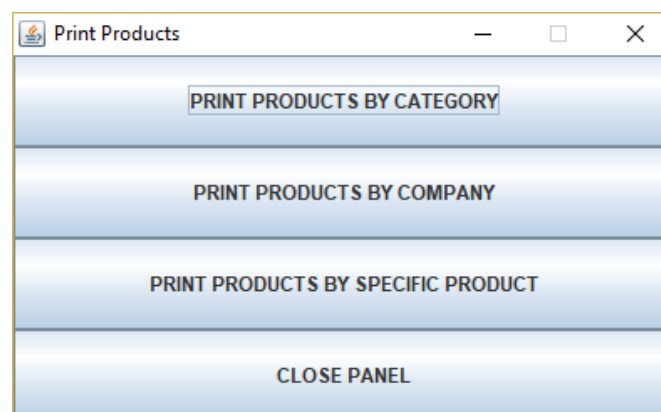 Print Products
PRINT PRODUCTS BY CATEGORY
PRINT PRODUCTS BY COMPANY
PRINT PRODUCTS BY SPECIFIC PRODUCT
CLOSE PANEL